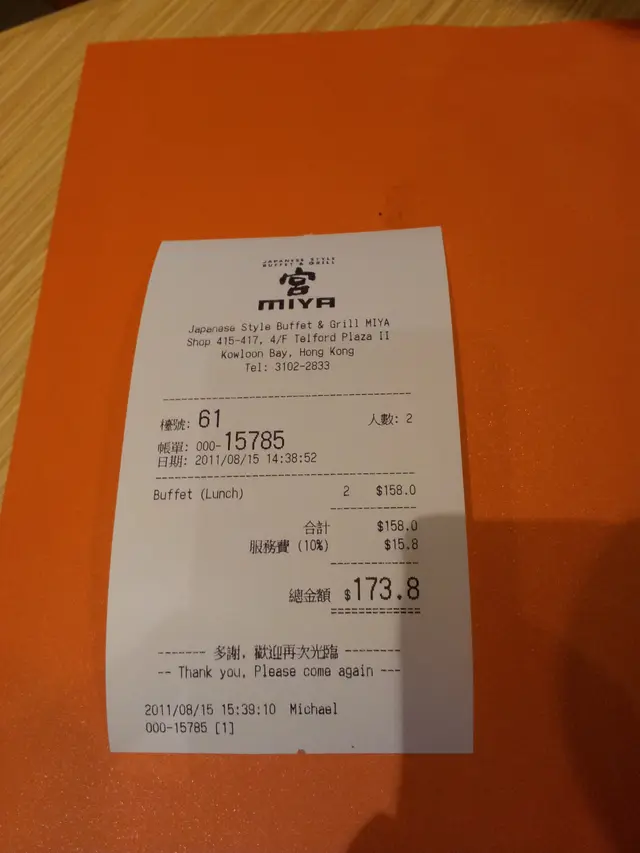 JAPANESE STYLE
BUFFET & GRILL
宮
MIYA
Japanese Style Buffet & Grill MIYA
Shop 415-417, 4/F Telford Plaza II
Kowloon Bay, Hong Kong
Tel: 3102-2833
檯號: 61 人數: 2
帳單: 000-15785
日期: 2011/08/15 14:38:52
Buffet (Lunch) 2 $158.0
合計 $158.0
服務費 (10%) $15.8
總金額 $173.8
------- 多謝, 歡迎再次光臨 --------
-- Thank you, Please come again ---
2011/08/15 15:39:10 Michael
000-15785 [1]